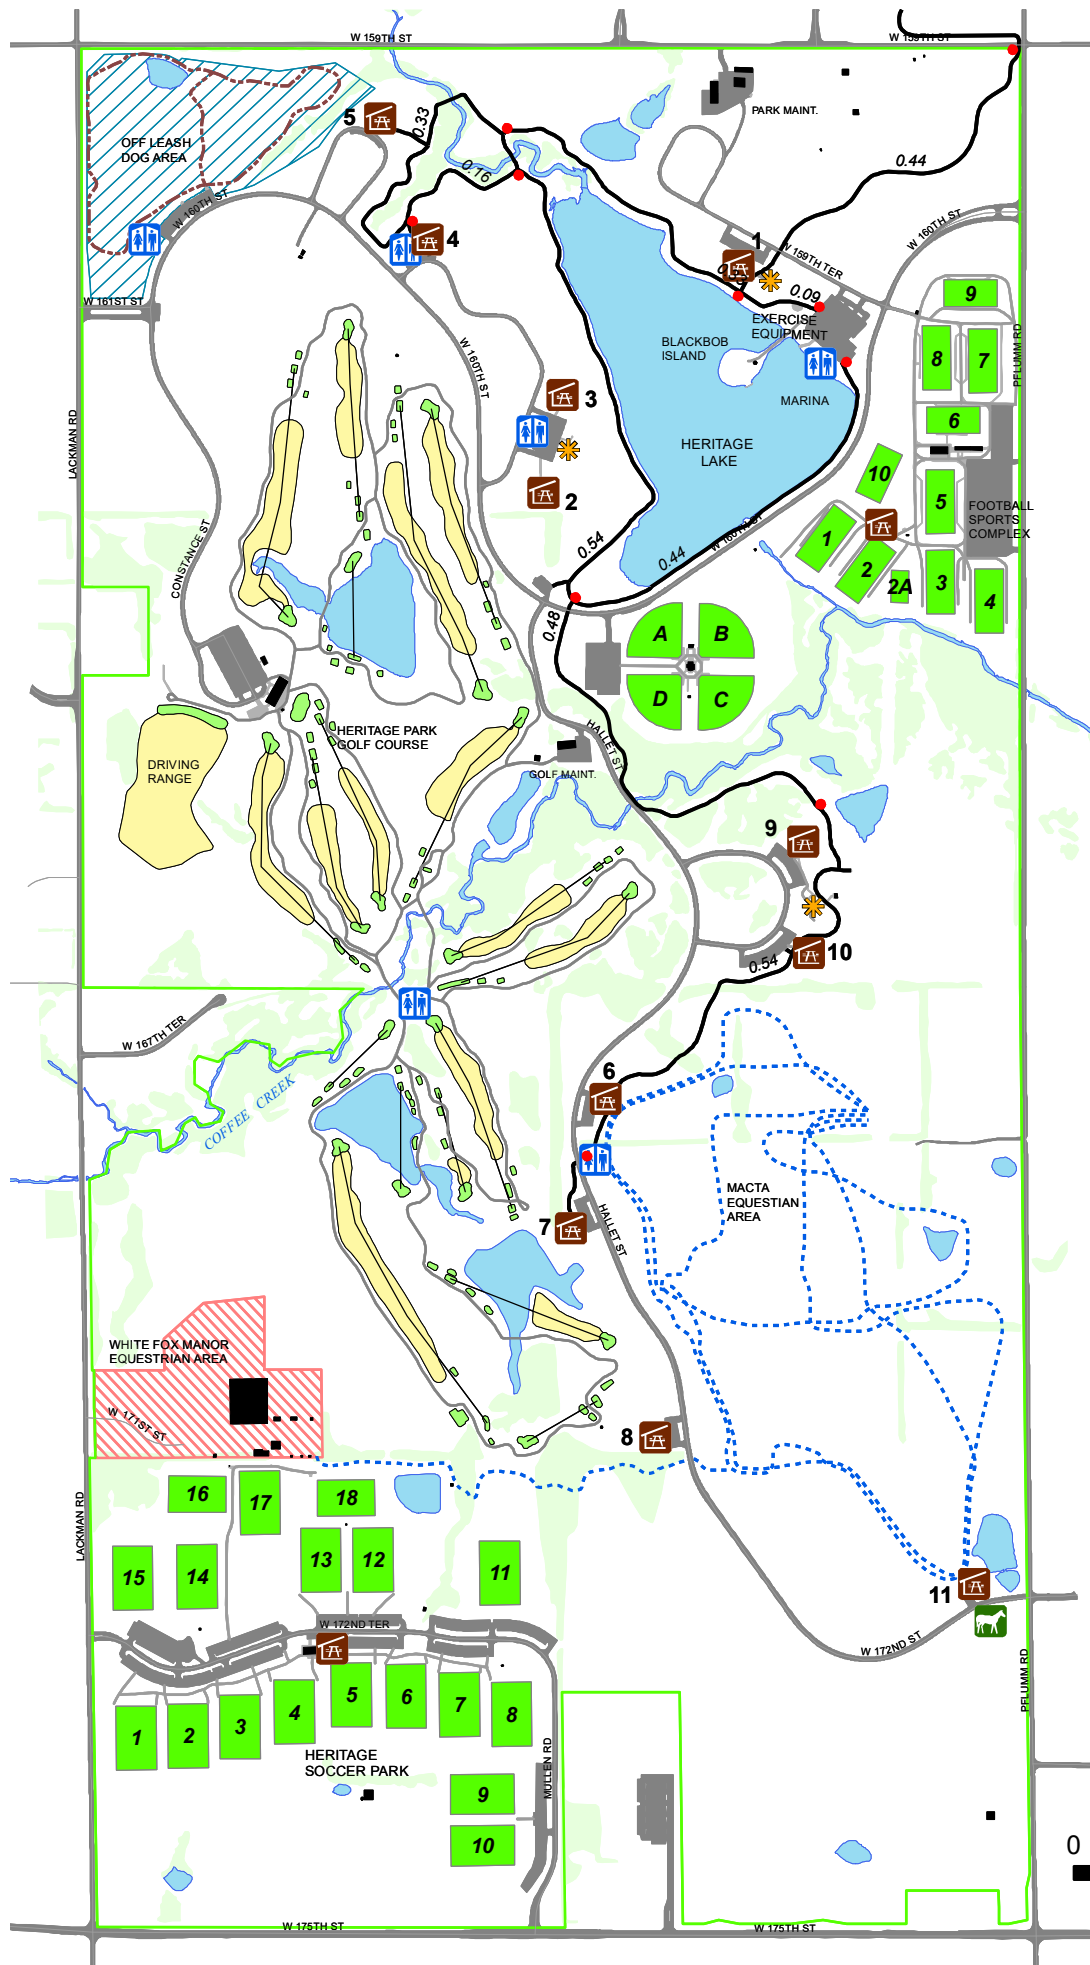 W 159TH ST
W 159TH ST
PARK MAINT.
5
0.33
OFF LEASH
DOG AREA
0.16
0.44
W 160TH ST
W 160TH ST
4
1
W 159TH TER
0.09
W 161ST ST
EXERCISE
EQUIPMENT
9
BLACKBOB
ISLAND
8
7
PFLUMM RD
W 160TH ST
MARINA
3
6
LACKMAN RD
HERITAGE
LAKE
10
2
5
FOOTBALL
SPORTS
COMPLEX
CONSTANCE ST
0.54
0.44
W 160TH ST
1
2
2A
3
4
0.48
A
B
D
C
HERITAGE PARK
GOLF COURSE
HALLET ST
DRIVING
RANGE
GOLF MAINT.
9
10
0.54
W 167TH TER
COFFEE CREEK
6
MACTA
EQUESTIAN
AREA
7
HALLET ST
WHITE FOX MANOR
EQUESTRIAN AREA
W 171ST ST
8
LACKMAN RD
16
17
18
15
14
13
12
11
11
W 172ND TER
W 172ND ST
PFLUMM RD
1
2
3
4
5
6
7
8
HERITAGE
SOCCER PARK
MULLEN RD
9
10
0
W 175TH ST
W 175TH ST